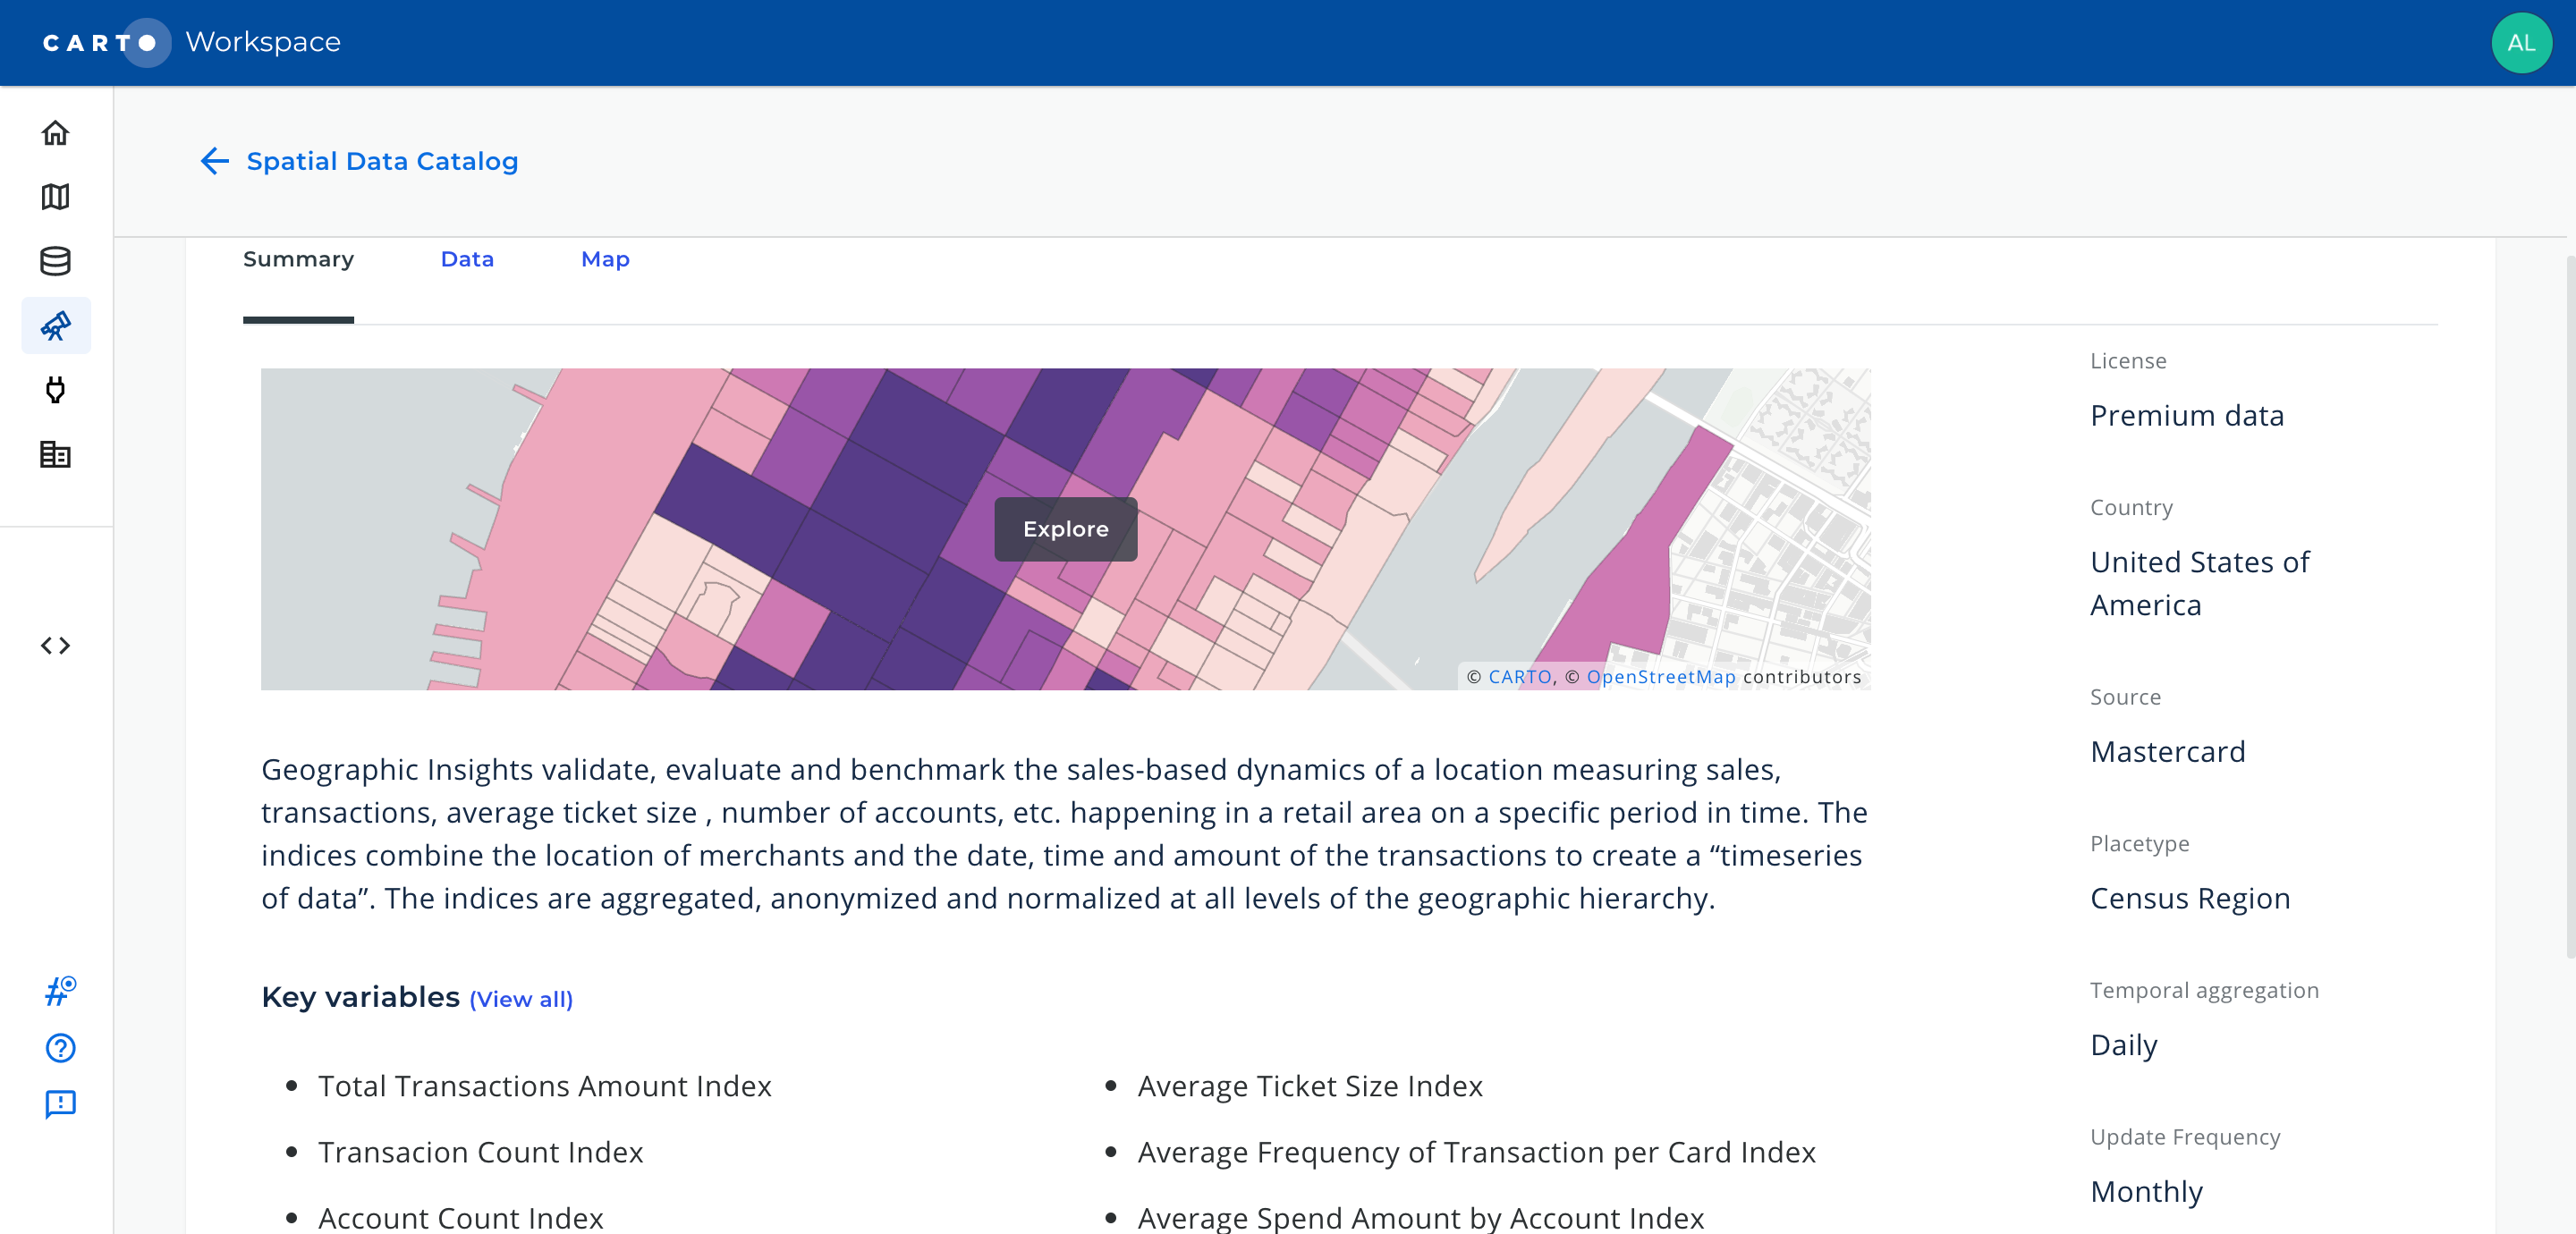 CARTO Workspace
AL
Spatial Data Catalog
Summary Data Map
Explore
© CARTO, © OpenStreetMap contributors
Geographic Insights validate, evaluate and benchmark the sales-based dynamics of a location measuring sales,
transactions, average ticket size , number of accounts, etc. happening in a retail area on a specific period in time. The
indices combine the location of merchants and the date, time and amount of the transactions to create a “timeseries
of data”. The indices are aggregated, anonymized and normalized at all levels of the geographic hierarchy.
Key variables (View all)
Total Transactions Amount Index
Transacion Count Index
Account Count Index
Average Ticket Size Index
Average Frequency of Transaction per Card Index
Average Spend Amount by Account Index
License
Premium data
Country
United States of
America
Source
Mastercard
Placetype
Census Region
Temporal aggregation
Daily
Update Frequency
Monthly